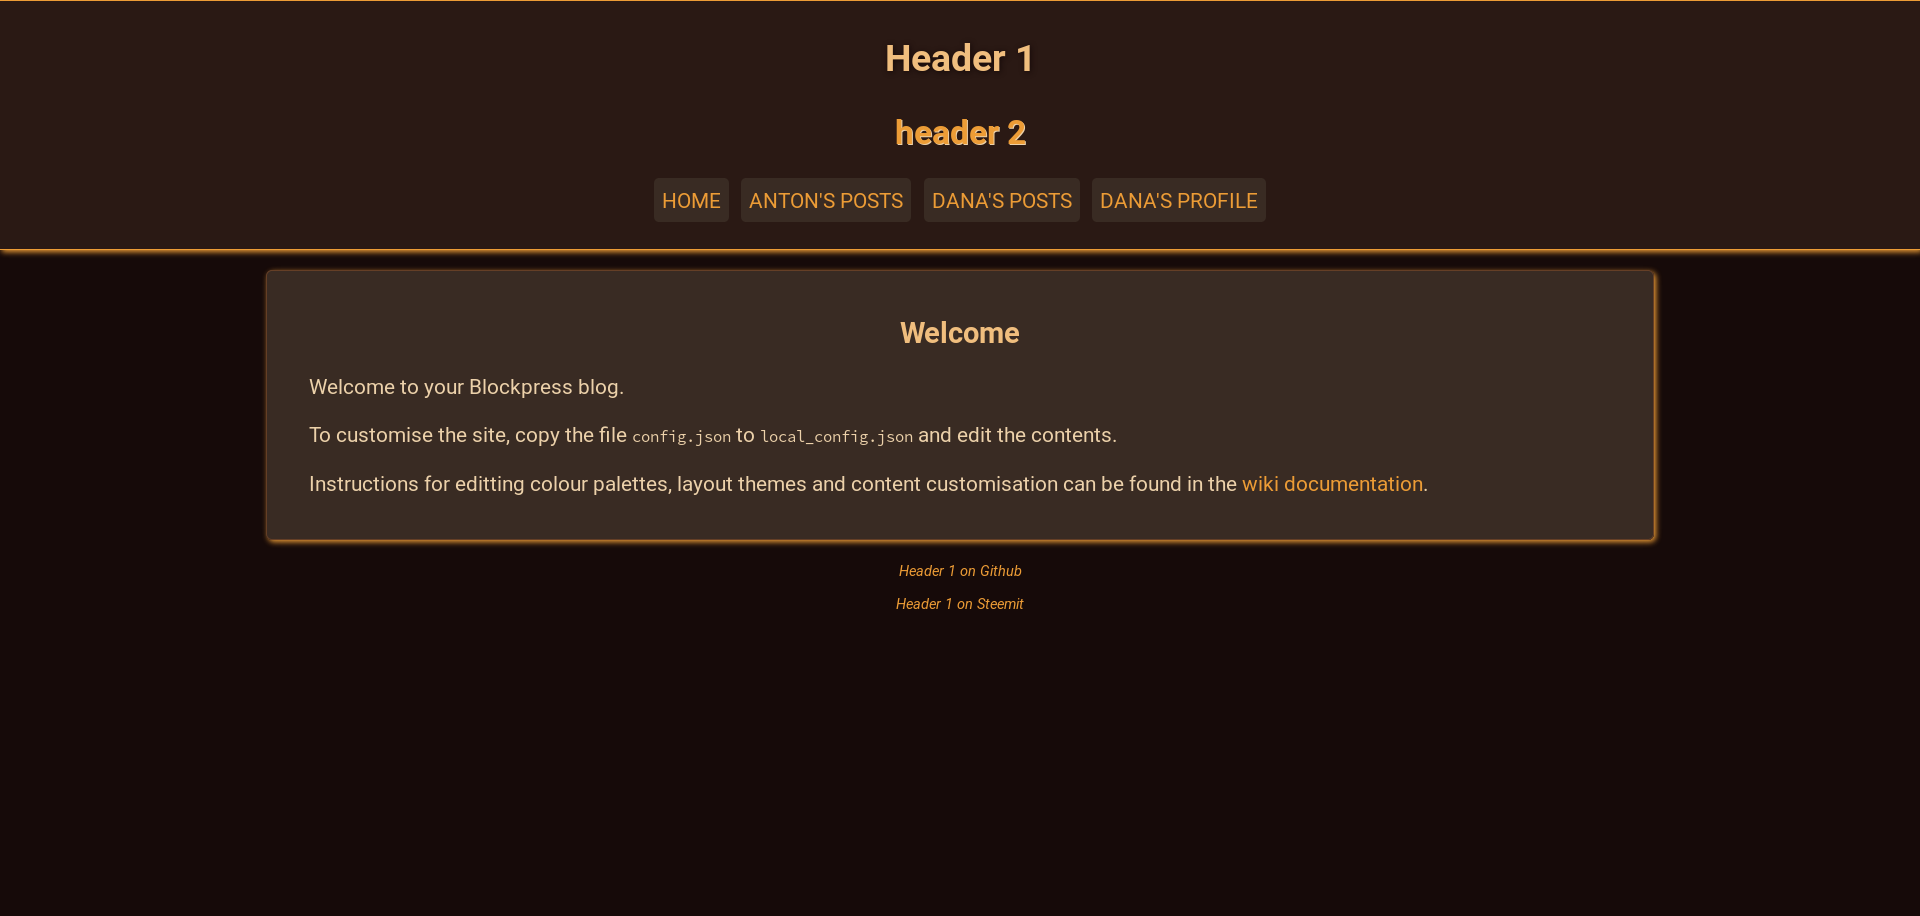 Header 1
header 2
HOME ANTON'S POSTS DANA'S POSTS DANA'S PROFILE
Welcome
Welcome to your Blockpress blog.
To customise the site, copy the file config.json to local_config.json and edit the contents.
Instructions for editting colour palettes, layout themes and content customisation can be found in the wiki documentation.
Header 1 on Github
Header 1 on Steemit